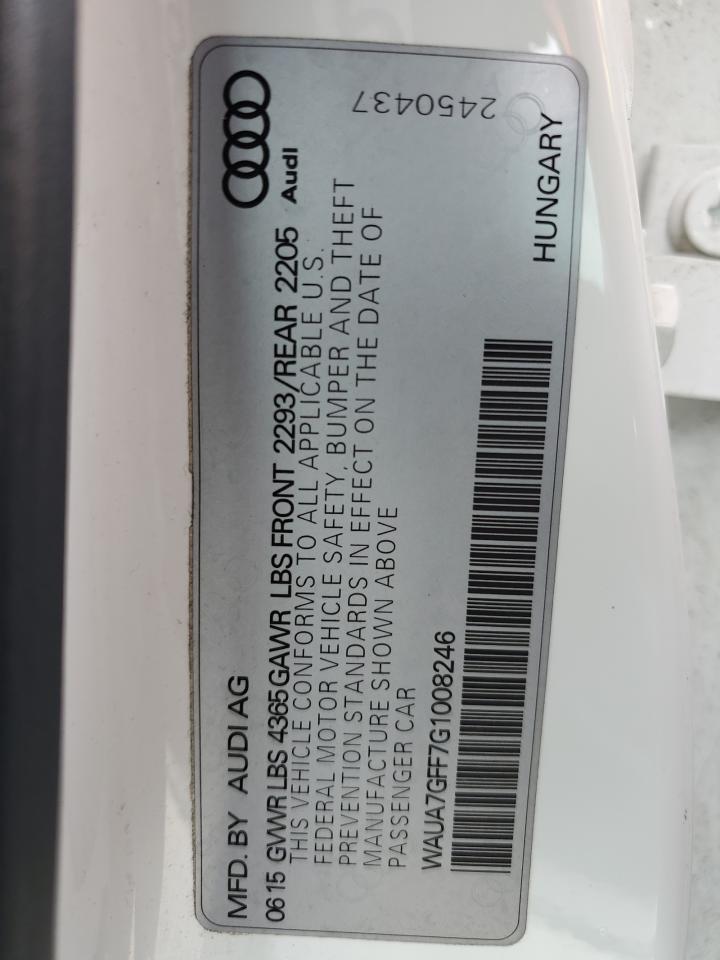 MFD. BY AUDI AG
0615 GVWR LBS 4365 GAWR LBS FRONT 2293/REAR 2205
Audi
THIS VEHICLE CONFORMS TO ALL APPLICABLE U.S.
FEDERAL MOTOR VEHICLE SAFETY, BUMPER AND THEFT
PREVENTION STANDARDS IN EFFECT ON THE DATE OF
MANUFACTURE SHOWN ABOVE
PASSENGER CAR
WAUA7GFF7G1008246
2450437
HUNGARY